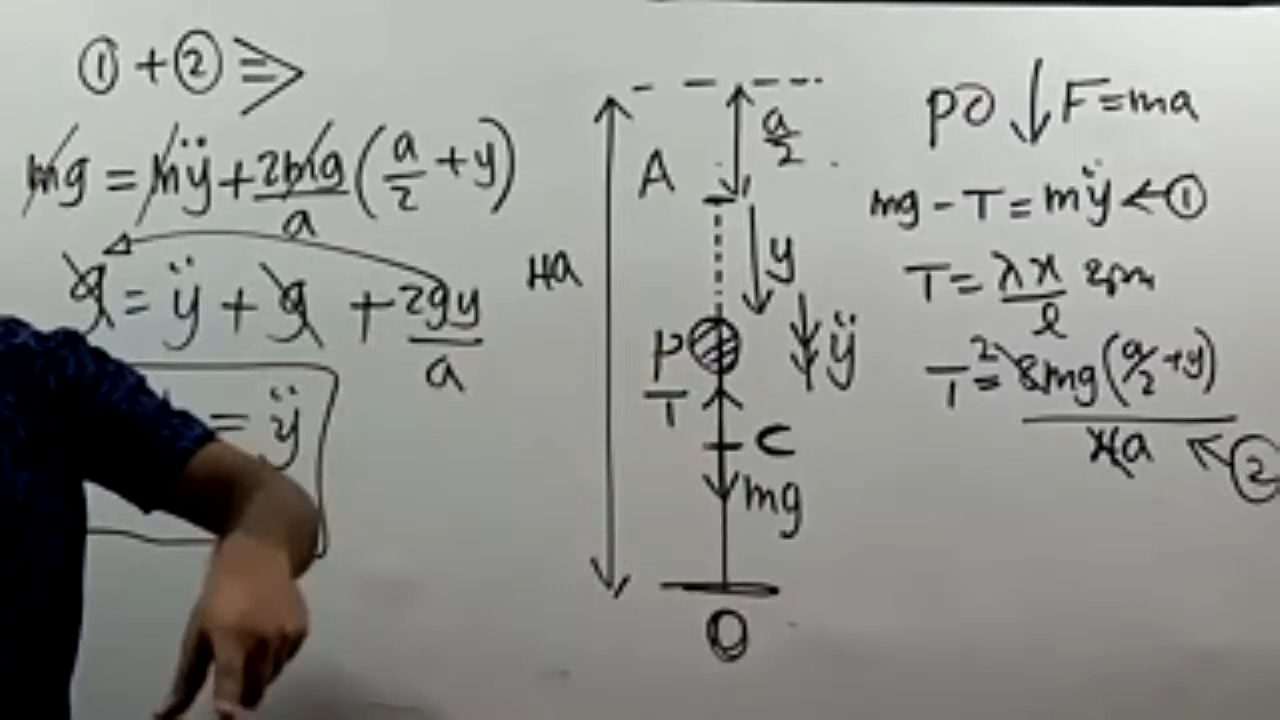 ① + ② ⇒
mg = mÿ + 2mg/a (a/2 + y)
g = ÿ + g + 2gy/a
= ÿ
a/2
A
y
4a
P
ÿ
T
C
mg
O
PO ↓ F = ma
mg - T = mÿ ← ①
T = λx/l
T = 8mg(a/2 + y)/4a ← ②
2